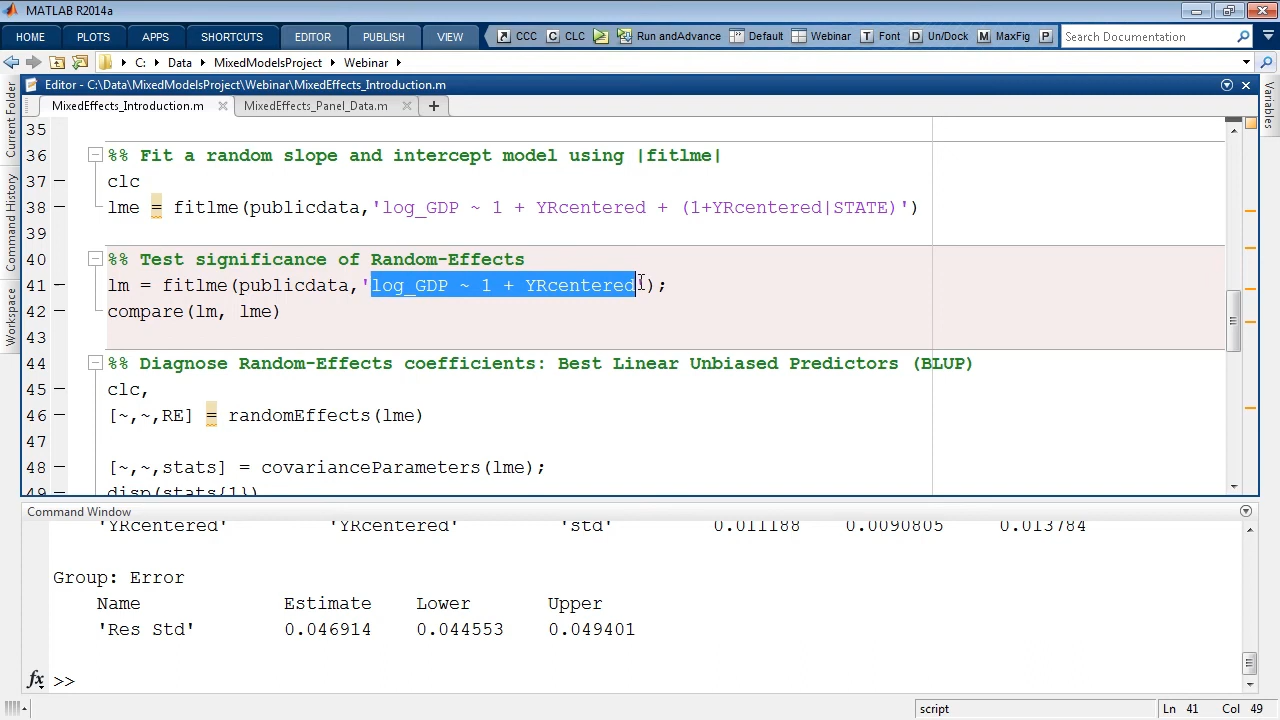 MATLAB R2014a
HOME PLOTS APPS SHORTCUTS EDITOR PUBLISH VIEW CCC C CLC Run andAdvance Default Webinar T Font D Un/Dock M MaxFig P Search Documentation
C: Data MixedModelsProject Webinar
Editor - C:\Data\MixedModelsProject\Webinar\MixedEffects_Introduction.m
MixedEffects_Introduction.m MixedEffects_Panel_Data.m
Current Folder
Command History
Workspace
Variables
35
36 %% Fit a random slope and intercept model using |fitlme|
37 clc
38 lme = fitlme(publicdata,'log_GDP ~ 1 + YRcentered + (1+YRcentered|STATE)')
39
40 %% Test significance of Random-Effects
41 lm = fitlme(publicdata,'log_GDP ~ 1 + YRcentered');
42 compare(lm, lme)
43
44 %% Diagnose Random-Effects coefficients: Best Linear Unbiased Predictors (BLUP)
45 clc,
46 [~,~,RE] = randomEffects(lme)
47
48 [~,~,stats] = covarianceParameters(lme);
49 disp(stats{1})
Command Window
'YRcentered' 'YRcentered' 'std' 0.011188 0.0090805 0.013784
Group: Error
Name Estimate Lower Upper
'Res Std' 0.046914 0.044553 0.049401
fx >>
script Ln 41 Col 49